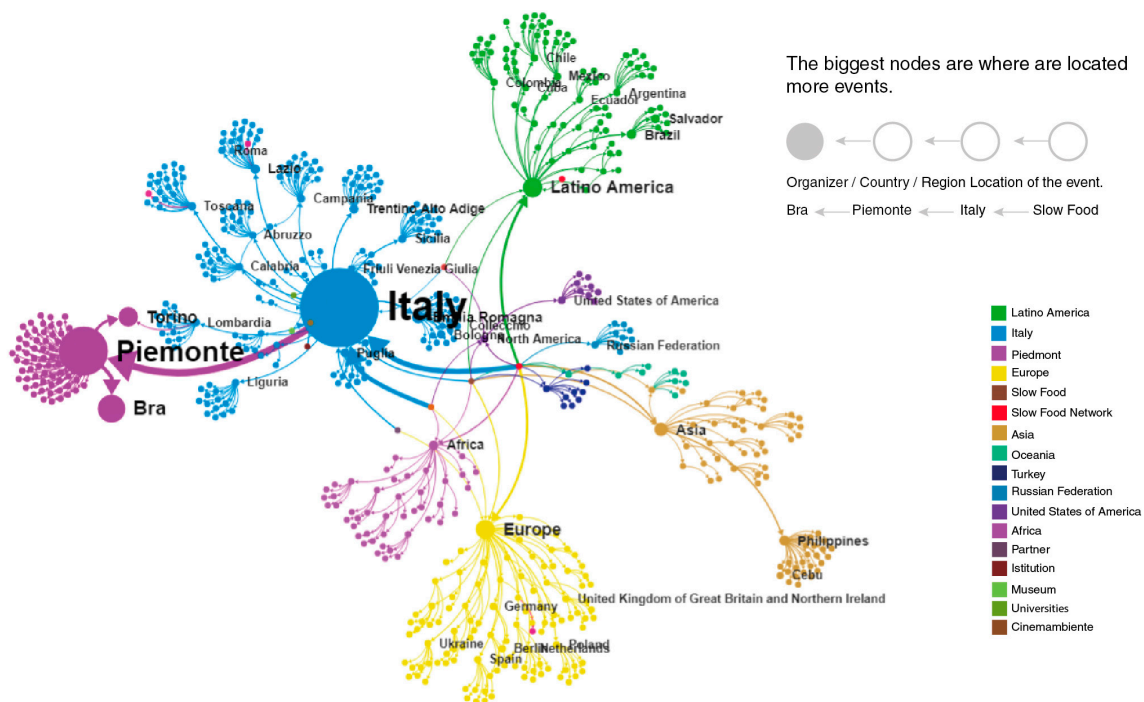 The biggest nodes are where are located
more events.
Organizer / Country / Region Location of the event.
Bra Piemonte Italy Slow Food
Chile
Colombia
Mexico
Cuba
Ecuador
Argentina
Salvador
Brazil
Latino America
Roma
Lazio
Campania
Toscana
Trentino Alto Adige
Abruzzo
Sicilia
Calabria
Friuli Venezia Giulia
Italy
Emilia Romagna
Collecchio
Bologna
North America
United States of America
Russian Federation
Torino
Lombardia
Piemonte
Puglia
Liguria
Bra
Africa
Asia
Europe
Philippines
Cebu
United Kingdom of Great Britain and Northern Ireland
Germany
Ukraine
Berlin
Netherlands
Poland
Spain
Latino America
Italy
Piedmont
Europe
Slow Food
Slow Food Network
Asia
Oceania
Turkey
Russian Federation
United States of America
Africa
Partner
Istitution
Museum
Universities
Cinemambiente